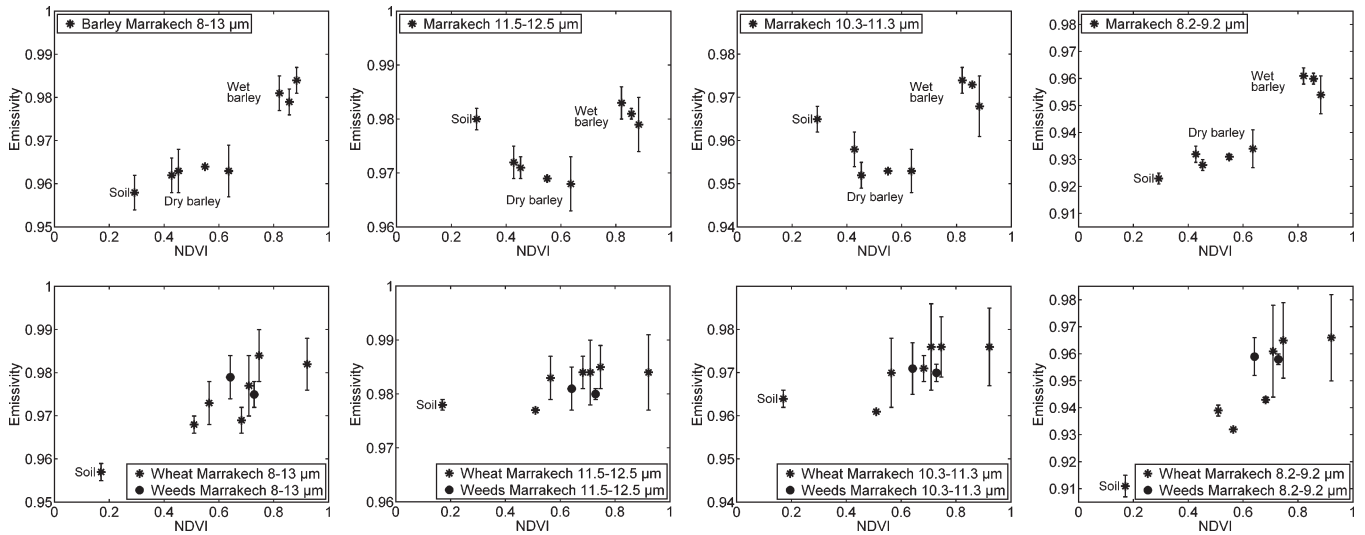 Barley Marrakech 8-13 µm
Emissivity
1
0.99
0.98
0.97
0.96
0.95
Soil
Wet
barley
Dry barley
0 0.2 0.4 0.6 0.8 1
NDVI
Marrakech 11.5-12.5 µm
Emissivity
1
0.99
0.98
0.97
0.96
Soil
Wet
barley
Dry barley
0 0.2 0.4 0.6 0.8 1
NDVI
Marrakech 10.3-11.3 µm
Emissivity
0.98
0.97
0.96
0.95
0.94
Soil
Wet
barley
Dry barley
0 0.2 0.4 0.6 0.8 1
NDVI
Marrakech 8.2-9.2 µm
Emissivity
0.98
0.97
0.96
0.95
0.94
0.93
0.92
0.91
Soil
Wet
barley
Dry barley
0 0.2 0.4 0.6 0.8 1
NDVI
Emissivity
1
0.99
0.98
0.97
0.96
0.95
Soil
Wheat Marrakech 8-13 µm
Weeds Marrakech 8-13 µm
0 0.2 0.4 0.6 0.8 1
NDVI
Emissivity
1
0.99
0.98
0.97
0.96
Soil
Wheat Marrakech 11.5-12.5 µm
Weeds Marrakech 11.5-12.5 µm
0 0.2 0.4 0.6 0.8 1
NDVI
Emissivity
0.98
0.97
0.96
0.95
0.94
Soil
Wheat Marrakech 10.3-11.3 µm
Weeds Marrakech 10.3-11.3 µm
0 0.2 0.4 0.6 0.8 1
NDVI
Emissivity
0.98
0.97
0.96
0.95
0.94
0.93
0.92
0.91
Soil
Wheat Marrakech 8.2-9.2 µm
Weeds Marrakech 8.2-9.2 µm
0 0.2 0.4 0.6 0.8 1
NDVI